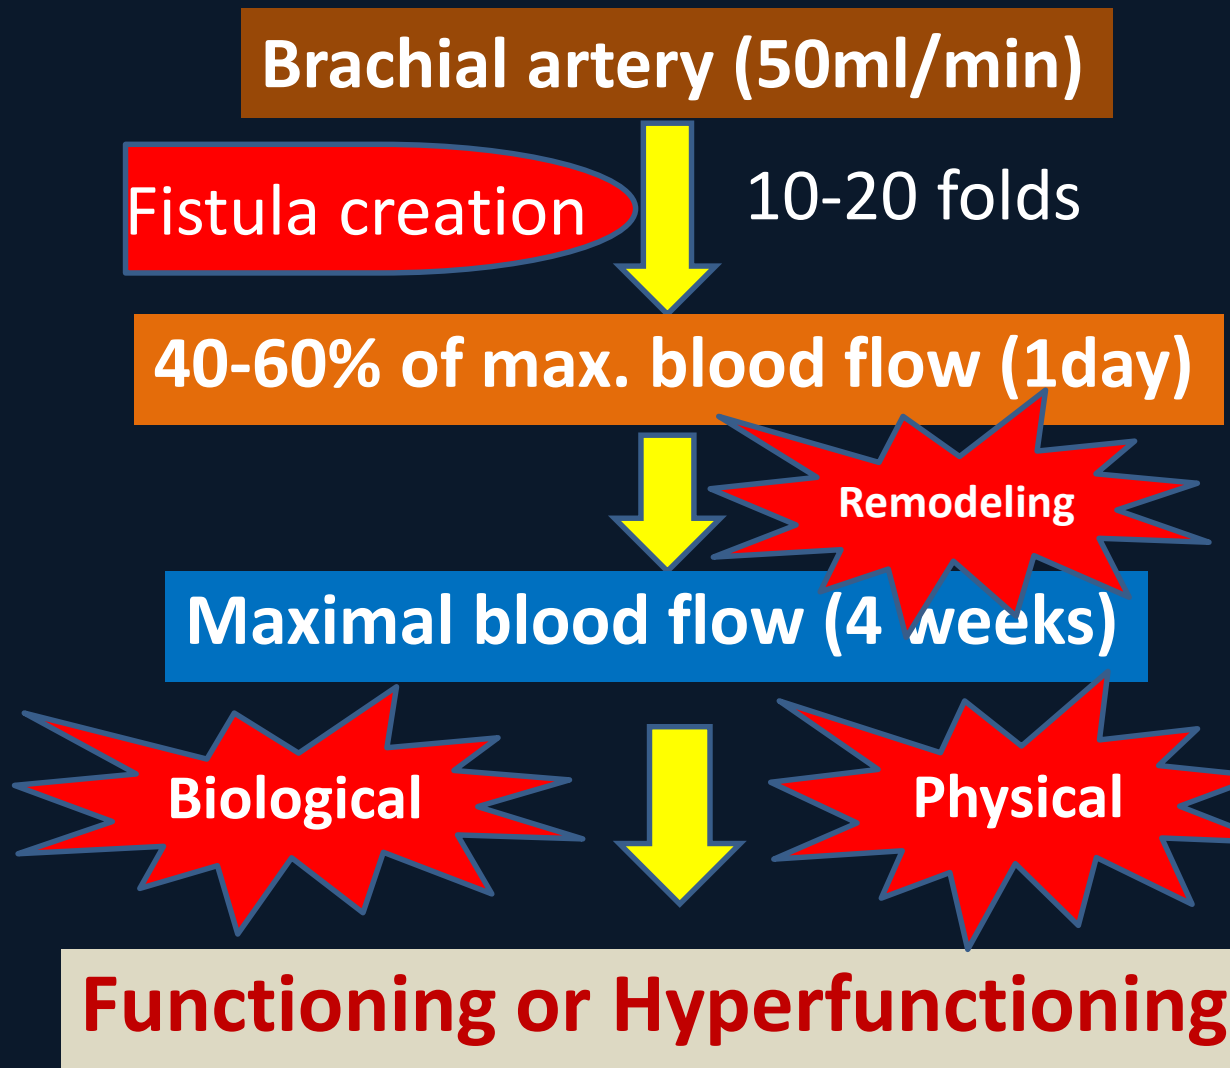 Brachial artery (50ml/min)
Fistula creation
10-20 folds
40-60% of max. blood flow (1day)
Remodeling
Maximal blood flow (4 weeks)
Biological
Physical
Functioning or Hyperfunctioning